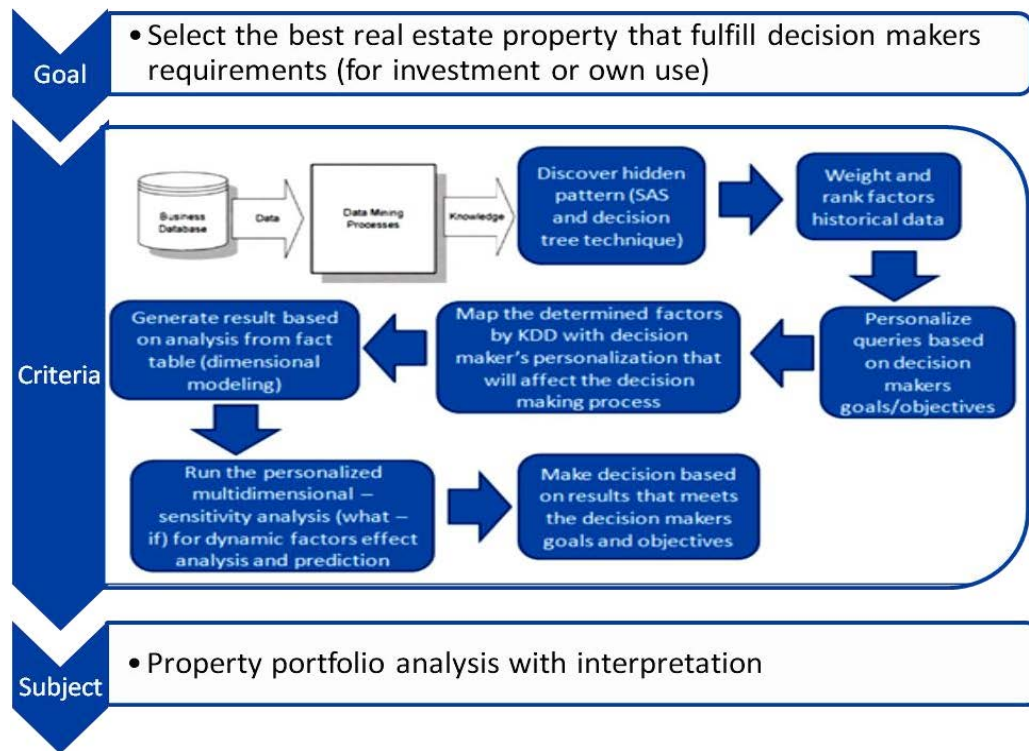 Goal
• Select the best real estate property that fulfill decision makers
requirements (for investment or own use)
Criteria
Business
Database
Data
Data Mining
Processes
Knowledge
Discover hidden
pattern (SAS
and decision
tree technique)
Weight and
rank factors
historical data
Personalize
queries based
on decision
makers
goals/objectives
Map the determined factors
by KDD with decision
maker's personalization that
will affect the decision
making process
Generate result based
on analysis from fact
table (dimensional
modeling)
Run the personalized
multidimensional –
sensitivity analysis (what –
if) for dynamic factors effect
analysis and prediction
Make decision based
on results that meets
the decision makers
goals and objectives
Subject
• Property portfolio analysis with interpretation